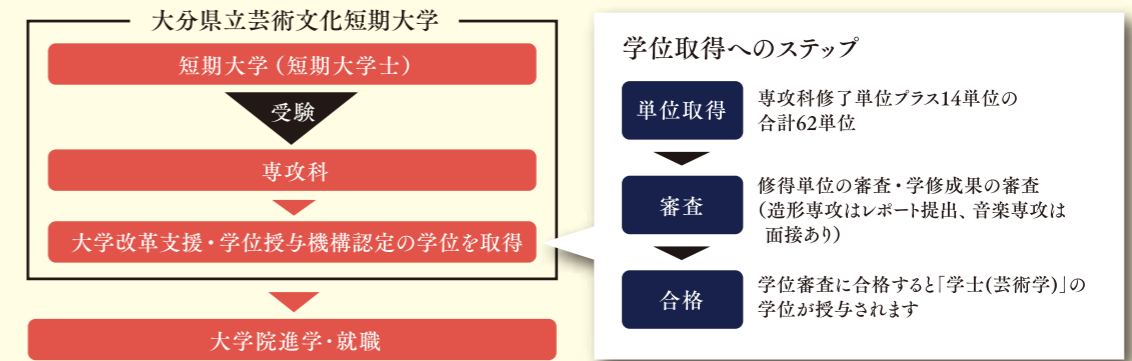 大分県立芸術文化短期大学
短期大学（短期大学士）
受験
専攻科
大学改革支援・学位授与機構認定の学位を取得
大学院進学・就職
学位取得へのステップ
単位取得
専攻科修了単位プラス14単位の
合計62単位
審査
修得単位の審査・学修成果の審査
（造形専攻はレポート提出、音楽専攻は
面接あり）
合格
学位審査に合格すると「学士(芸術学)」の
学位が授与されます